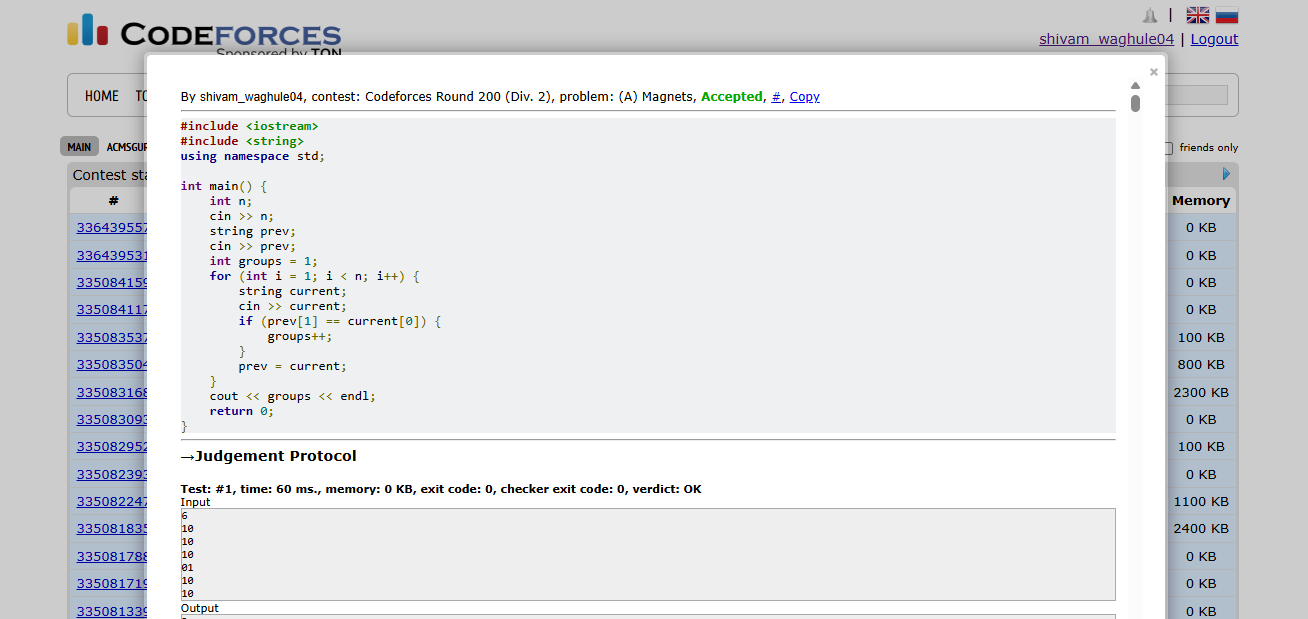 CODEFORCES
Sponsored by TON
shivam_waghule04 | Logout
HOME TO
MAIN ACMSGUR
friends only
Contest sta
#
Memory
336439557
0 KB
336439531
0 KB
335084159
0 KB
335084117
0 KB
335083537
100 KB
335083504
800 KB
335083168
2300 KB
335083093
0 KB
335082952
100 KB
335082393
0 KB
335082247
1100 KB
335081835
2400 KB
335081788
0 KB
335081719
0 KB
335081339
0 KB
×
By shivam_waghule04, contest: Codeforces Round 200 (Div. 2), problem: (A) Magnets, Accepted, #, Copy
#include <iostream>
#include <string>
using namespace std;
int main() {
    int n;
    cin >> n;
    string prev;
    cin >> prev;
    int groups = 1;
    for (int i = 1; i < n; i++) {
        string current;
        cin >> current;
        if (prev[1] == current[0]) {
            groups++;
        }
        prev = current;
    }
    cout << groups << endl;
    return 0;
}
→Judgement Protocol
Test: #1, time: 60 ms., memory: 0 KB, exit code: 0, checker exit code: 0, verdict: OK
Input
6
10
10
10
01
10
10
Output